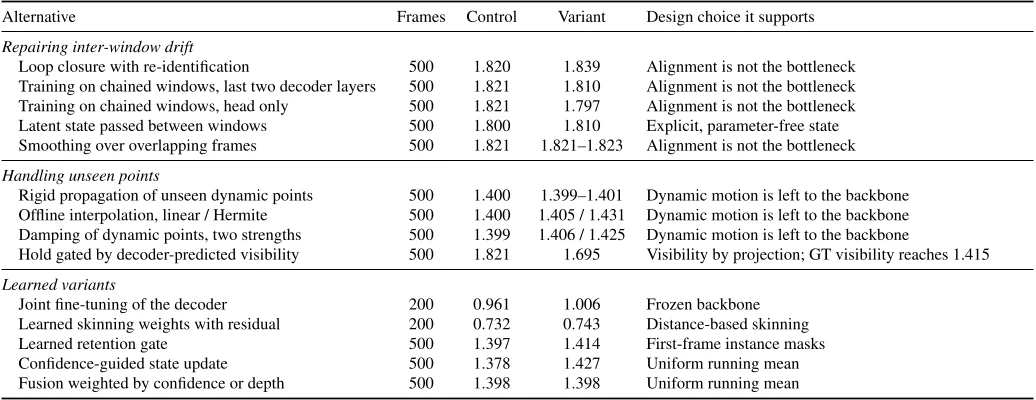 Alternative Frames Control Variant Design choice it supports
Repairing inter-window drift
Loop closure with re-identification 500 1.820 1.839 Alignment is not the bottleneck
Training on chained windows, last two decoder layers 500 1.821 1.810 Alignment is not the bottleneck
Training on chained windows, head only 500 1.821 1.797 Alignment is not the bottleneck
Latent state passed between windows 500 1.800 1.810 Explicit, parameter-free state
Smoothing over overlapping frames 500 1.821 1.821–1.823 Alignment is not the bottleneck
Handling unseen points
Rigid propagation of unseen dynamic points 500 1.400 1.399–1.401 Dynamic motion is left to the backbone
Offline interpolation, linear / Hermite 500 1.400 1.405 / 1.431 Dynamic motion is left to the backbone
Damping of dynamic points, two strengths 500 1.399 1.406 / 1.425 Dynamic motion is left to the backbone
Hold gated by decoder-predicted visibility 500 1.821 1.695 Visibility by projection; GT visibility reaches 1.415
Learned variants
Joint fine-tuning of the decoder 200 0.961 1.006 Frozen backbone
Learned skinning weights with residual 200 0.732 0.743 Distance-based skinning
Learned retention gate 500 1.397 1.414 First-frame instance masks
Confidence-guided state update 500 1.378 1.427 Uniform running mean
Fusion weighted by confidence or depth 500 1.398 1.398 Uniform running mean